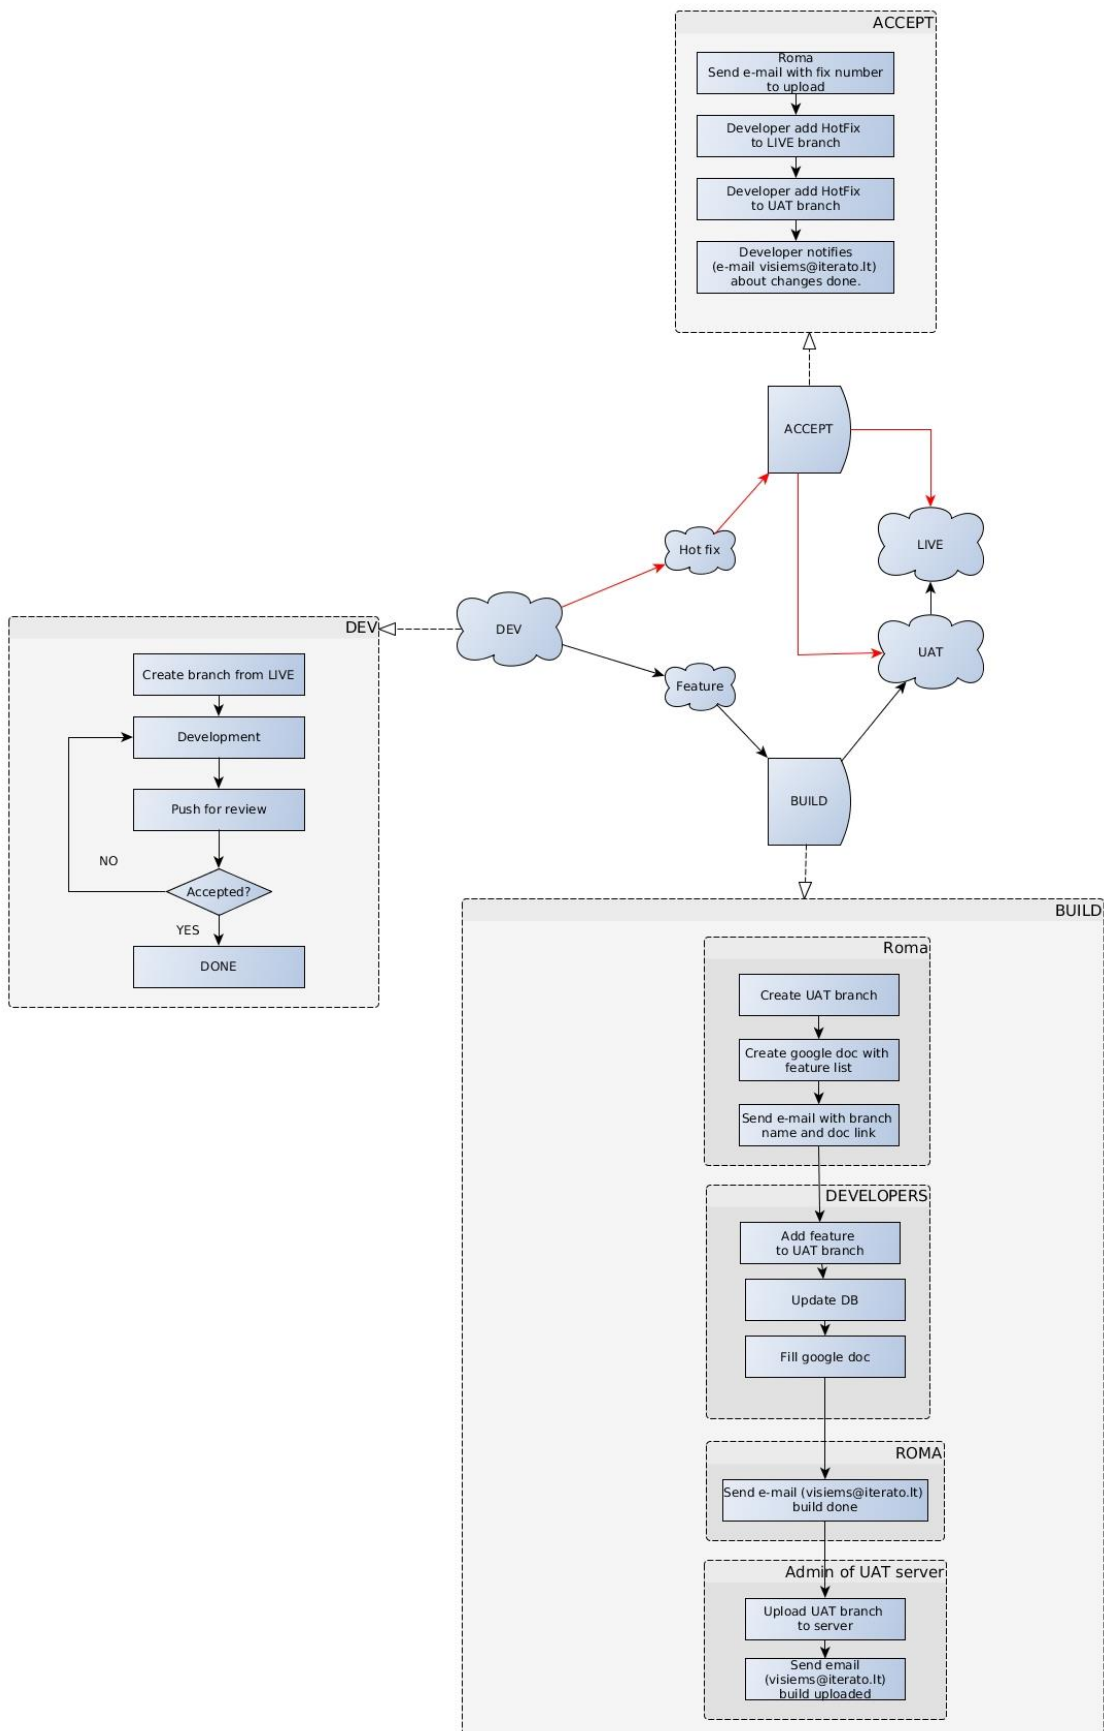 ACCEPT
Roma
Send e-mail with fix number
to upload
Developer add HotFix
to LIVE branch
Developer add HotFix
to UAT branch
Developer notifies
(e-mail visiems@iterato.lt)
about changes done.
ACCEPT
Hot fix
LIVE
DEV
UAT
Feature
BUILD
DEV
Create branch from LIVE
Development
Push for review
NO
Accepted?
YES
DONE
BUILD
Roma
Create UAT branch
Create google doc with
feature list
Send e-mail with branch
name and doc link
DEVELOPERS
Add feature
to UAT branch
Update DB
Fill google doc
ROMA
Send e-mail (visiems@iterato.lt)
build done
Admin of UAT server
Upload UAT branch
to server
Send email
(visiems@iterato.lt)
build uploaded